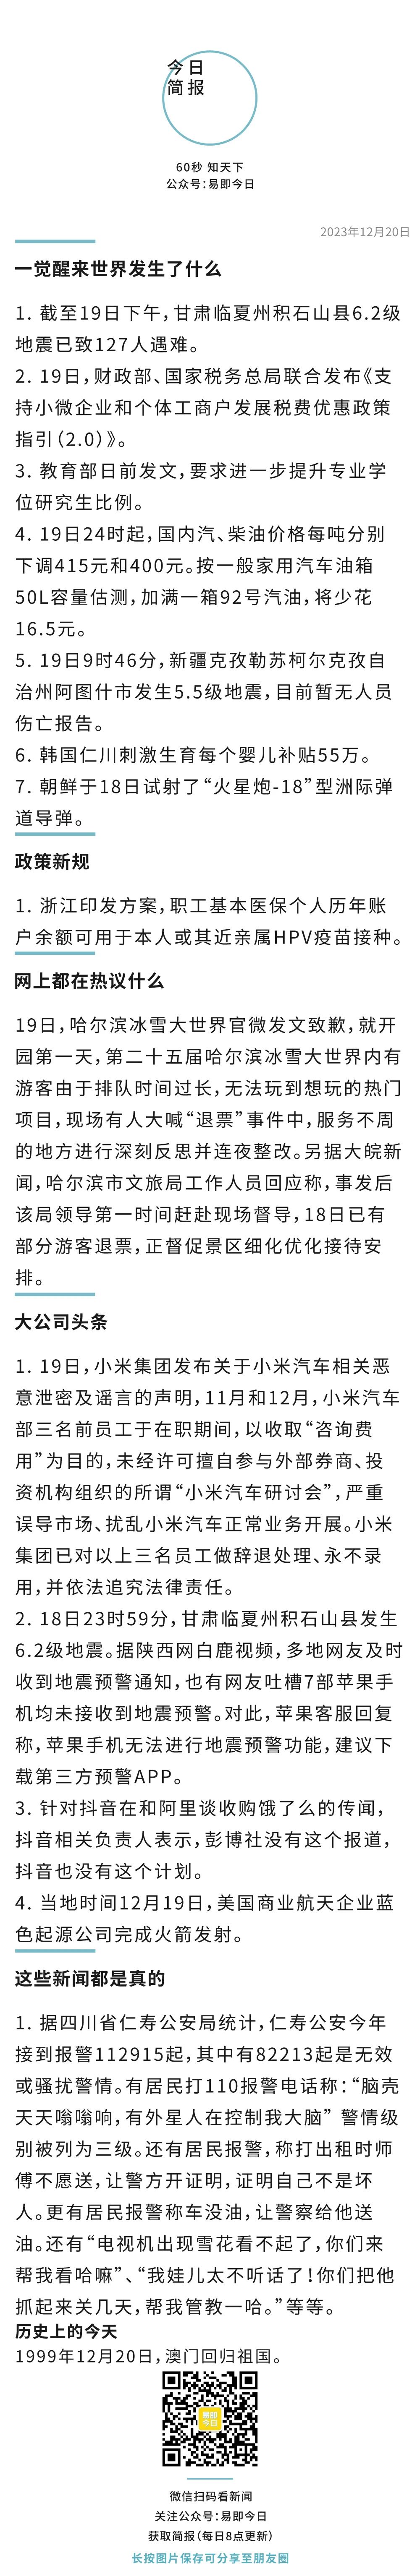 今日
简报
60秒 知天下
公众号：易即今日
2023年12月20日
一觉醒来世界发生了什么
1. 截至19日下午，甘肃临夏州积石山县6.2级
地震已致127人遇难。
2. 19日，财政部、国家税务总局联合发布《支
持小微企业和个体工商户发展税费优惠政策
指引（2.0）》。
3. 教育部日前发文，要求进一步提升专业学
位研究生比例。
4. 19日24时起，国内汽、柴油价格每吨分别
下调415元和400元。按一般家用汽车油箱
50L容量估测，加满一箱92号汽油，将少花
16.5元。
5. 19日9时46分，新疆克孜勒苏柯尔克孜自
治州阿图什市发生5.5级地震，目前暂无人员
伤亡报告。
6. 韩国仁川刺激生育每个婴儿补贴55万。
7. 朝鲜于18日试射了“火星炮-18”型洲际弹
道导弹。
政策新规
1. 浙江印发方案，职工基本医保个人历年账
户余额可用于本人或其近亲属HPV疫苗接种。
网上都在热议什么
19日，哈尔滨冰雪大世界官微发文致歉，就开
园第一天，第二十五届哈尔滨冰雪大世界内有
游客由于排队时间过长，无法玩到想玩的热门
项目，现场有人大喊“退票”事件中，服务不周
的地方进行深刻反思并连夜整改。另据大皖新
闻，哈尔滨市文旅局工作人员回应称，事发后
该局领导第一时间赶赴现场督导，18日已有
部分游客退票，正督促景区细化优化接待安
排。
大公司头条
1. 19日，小米集团发布关于小米汽车相关恶
意泄密及谣言的声明，11月和12月，小米汽车
部三名前员工于在职期间，以收取“咨询费
用”为目的，未经许可擅自参与外部券商、投
资机构组织的所谓“小米汽车研讨会”，严重
误导市场、扰乱小米汽车正常业务开展。小米
集团已对以上三名员工做辞退处理、永不录
用，并依法追究法律责任。
2. 18日23时59分，甘肃临夏州积石山县发生
6.2级地震。据陕西网白鹿视频，多地网友及时
收到地震预警通知，也有网友吐槽7部苹果手
机均未接收到地震预警。对此，苹果客服回复
称，苹果手机无法进行地震预警功能，建议下
载第三方预警APP。
3. 针对抖音在和阿里谈收购饿了么的传闻，
抖音相关负责人表示，彭博社没有这个报道，
抖音也没有这个计划。
4. 当地时间12月19日，美国商业航天企业蓝
色起源公司完成火箭发射。
这些新闻都是真的
1. 据四川省仁寿公安局统计，仁寿公安今年
接到报警112915起，其中有82213起是无效
或骚扰警情。有居民打110报警电话称：“脑壳
天天嗡嗡响，有外星人在控制我大脑” 警情级
别被列为三级。还有居民报警，称打出租时师
傅不愿送，让警方开证明，证明自己不是坏
人。更有居民报警称车没油，让警察给他送
油。还有“电视机出现雪花看不起了，你们来
帮我看哈嘛”、“我娃儿太不听话了！你们把他
抓起来关几天，帮我管教一哈。”等等。
历史上的今天
1999年12月20日，澳门回归祖国。
易即
今日
微信扫码看新闻
关注公众号：易即今日
获取简报（每日8点更新）
长按图片保存可分享至朋友圈